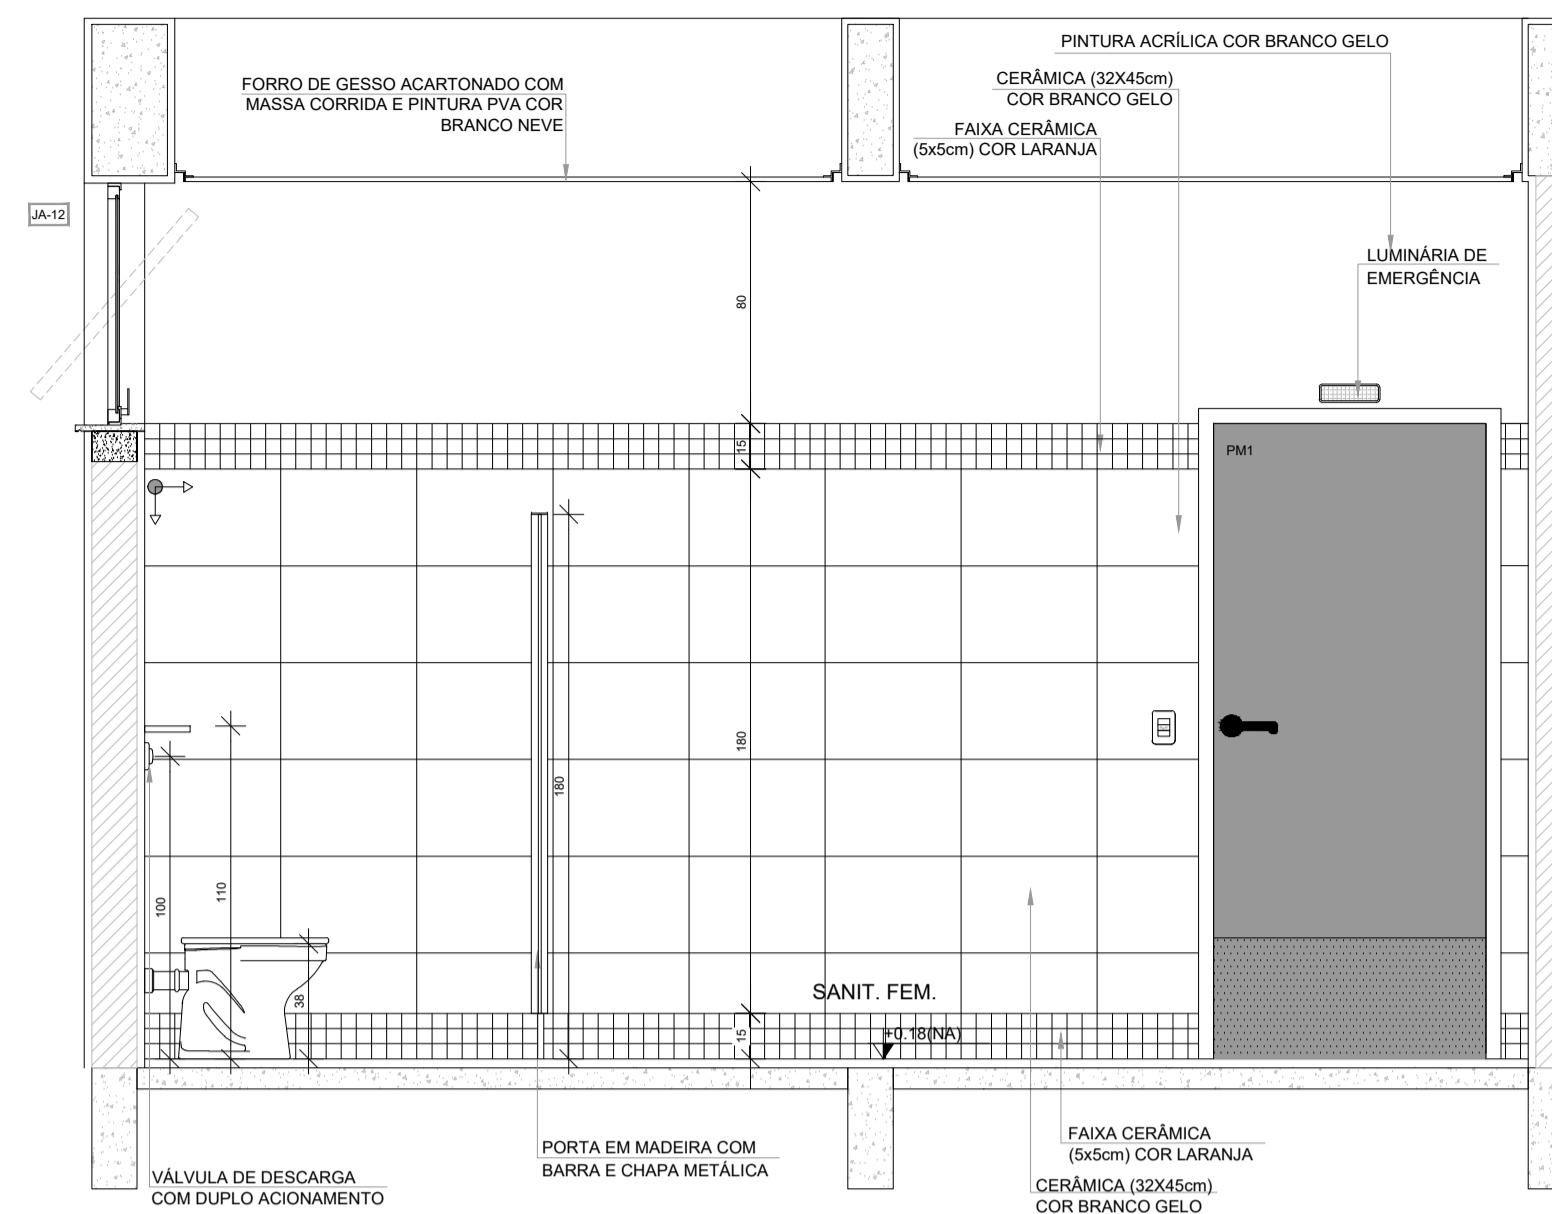 PINTURA ACRÍLICA COR BRANCO GELO
FORRO DE GESSO ACARTONADO COM
MASSA CORRIDA E PINTURA PVA COR
BRANCO NEVE
CERÂMICA (32X45cm)
COR BRANCO GELO
FAIXA CERÂMICA
(5x5cm) COR LARANJA
JA-12
LUMINÁRIA DE
EMERGÊNCIA
80
15
PM1
180
180
110
100
38
SANIT. FEM.
15
+0.18(NA)
FAIXA CERÂMICA
(5x5cm) COR LARANJA
PORTA EM MADEIRA COM
BARRA E CHAPA METÁLICA
VÁLVULA DE DESCARGA
COM DUPLO ACIONAMENTO
CERÂMICA (32X45cm)
COR BRANCO GELO